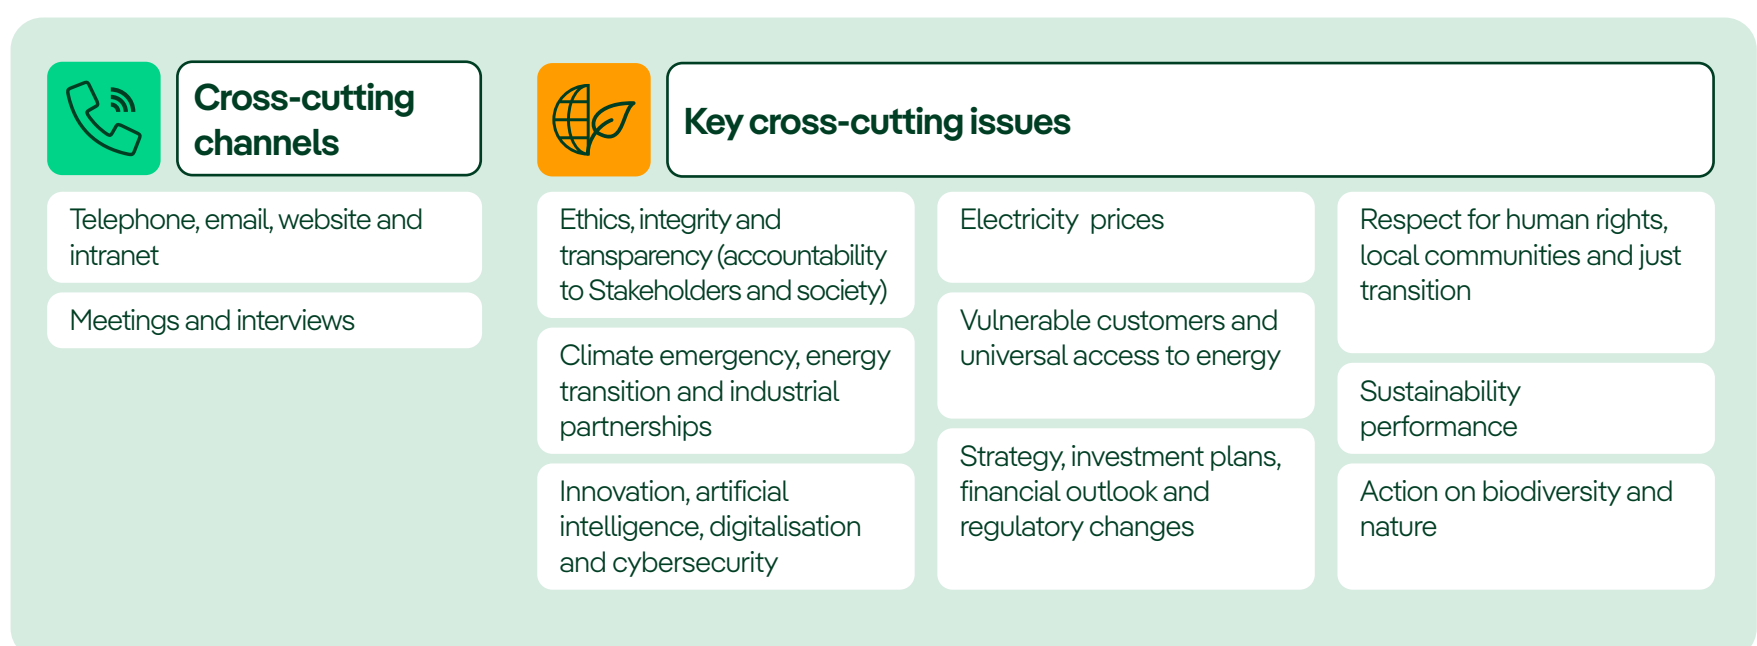 Cross-cutting
channels
Telephone, email, website and
intranet
Meetings and interviews
Key cross-cutting issues
Ethics, integrity and
transparency (accountability
to Stakeholders and society)
Climate emergency, energy
transition and industrial
partnerships
Innovation, artificial
intelligence, digitalisation
and cybersecurity
Electricity prices
Vulnerable customers and
universal access to energy
Strategy, investment plans,
financial outlook and
regulatory changes
Respect for human rights,
local communities and just
transition
Sustainability
performance
Action on biodiversity and
nature